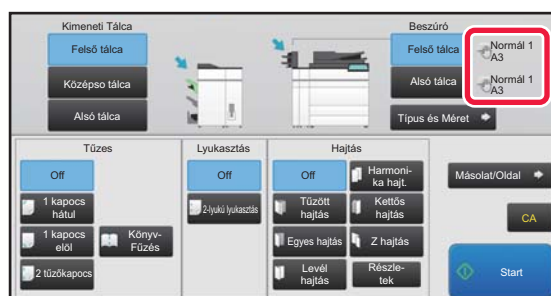 Kimeneti Tálca
Beszúró
Felső tálca
Felső tálca
Normál 1
A3
Középso tálca
Alsó tálca
Normál 1
A3
Alsó tálca
Típus és Méret
Tűzes
Lyukasztás
Hajtás
Off
Off
Off
Harmoni-
ka hajt.
Másolat/Oldal
1 kapocs
hátul
2-lyukú lyukasztás
Tűzött
hajtás
Kettős
hajtás
CA
1 kapocs
elöl
Könyv-
Fűzés
Egyes hajtás
Z hajtás
2 tűzőkapocs
Levél
hajtás
Részle-
tek
Start